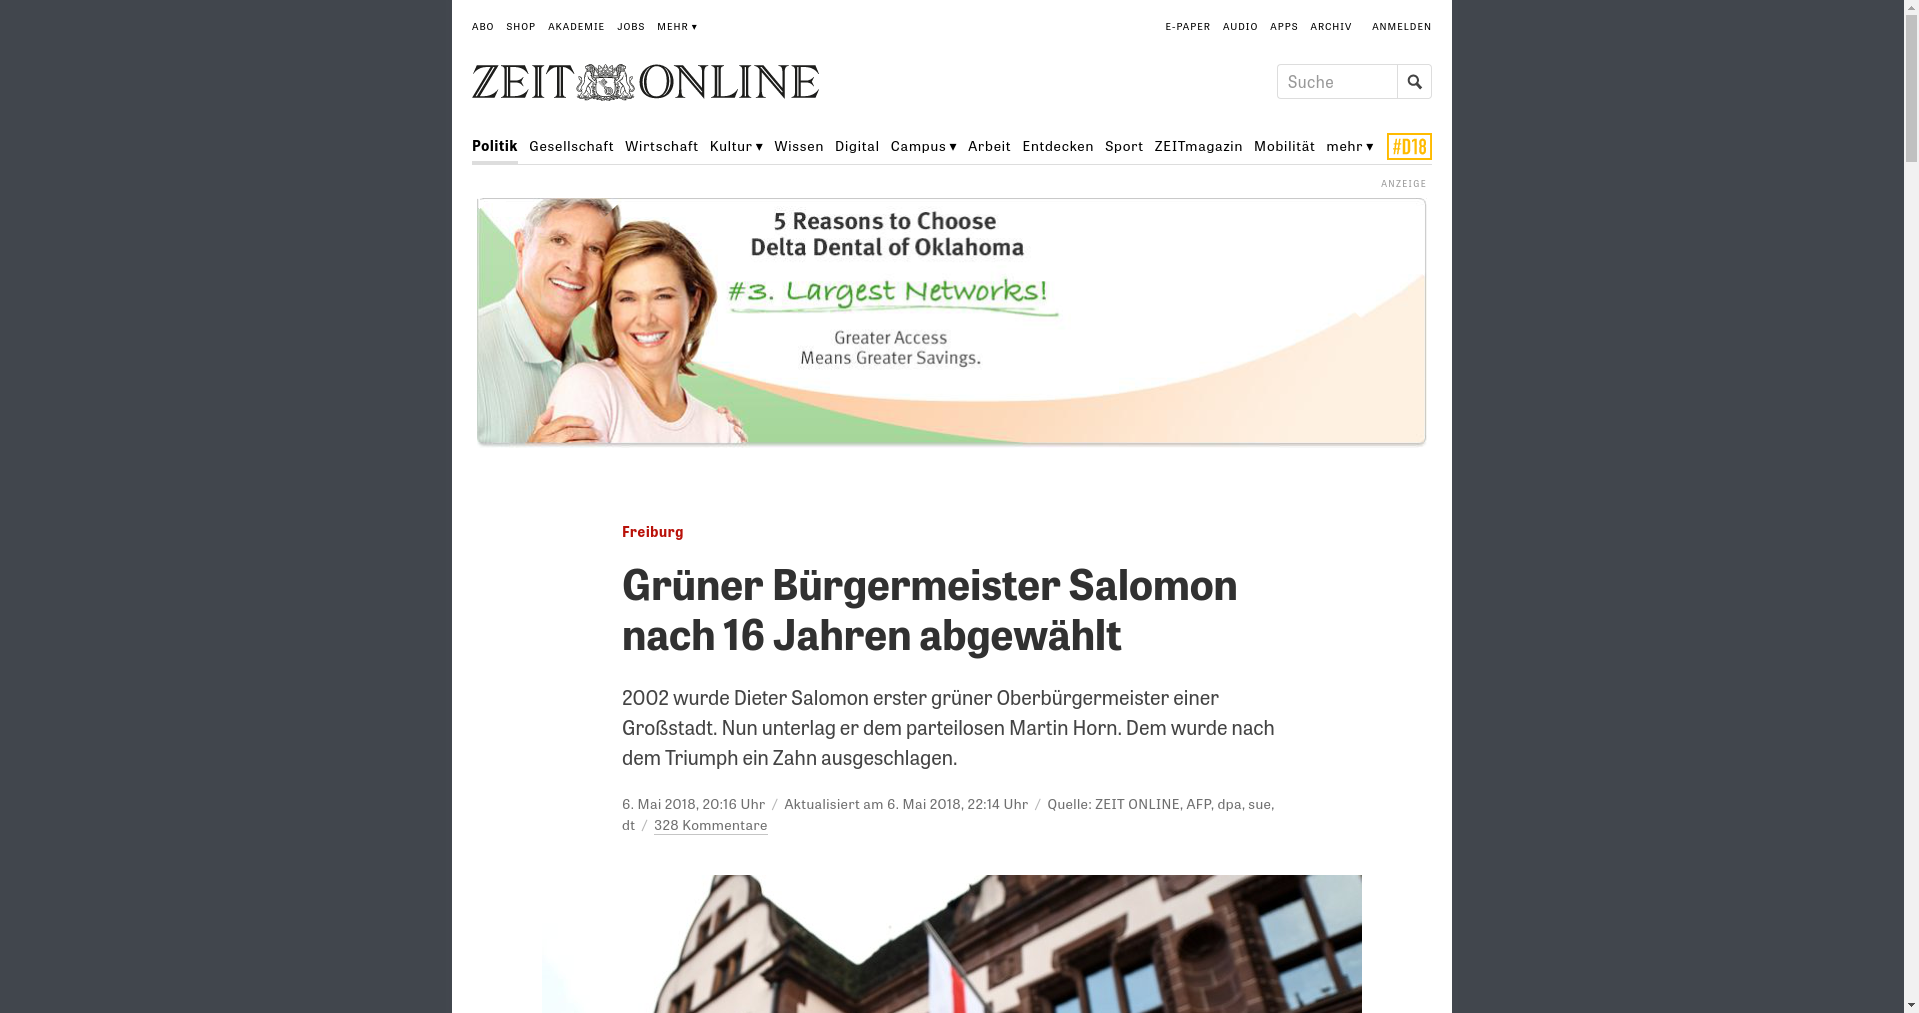 ABO SHOP AKADEMIE JOBS MEHR ▾ E-PAPER AUDIO APPS ARCHIV ANMELDEN
ZEIT ONLINE
Suche
Politik Gesellschaft Wirtschaft Kultur ▾ Wissen Digital Campus ▾ Arbeit Entdecken Sport ZEITmagazin Mobilität mehr ▾ #D18
ANZEIGE
5 Reasons to Choose
Delta Dental of Oklahoma
#3. Largest Networks!
Greater Access
Means Greater Savings.
Freiburg
Grüner Bürgermeister Salomon
nach 16 Jahren abgewählt
2002 wurde Dieter Salomon erster grüner Oberbürgermeister einer
Großstadt. Nun unterlag er dem parteilosen Martin Horn. Dem wurde nach
dem Triumph ein Zahn ausgeschlagen.
6. Mai 2018, 20:16 Uhr / Aktualisiert am 6. Mai 2018, 22:14 Uhr / Quelle: ZEIT ONLINE, AFP, dpa, sue,
dt / 328 Kommentare